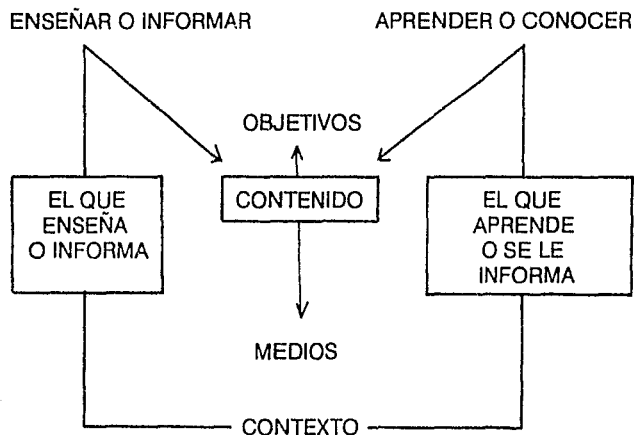 ENSEÑAR O INFORMAR
APRENDER O CONOCER
OBJETIVOS
EL QUE
ENSEÑA
O INFORMA
CONTENIDO
EL QUE
APRENDE
O SE LE
INFORMA
MEDIOS
CONTEXTO